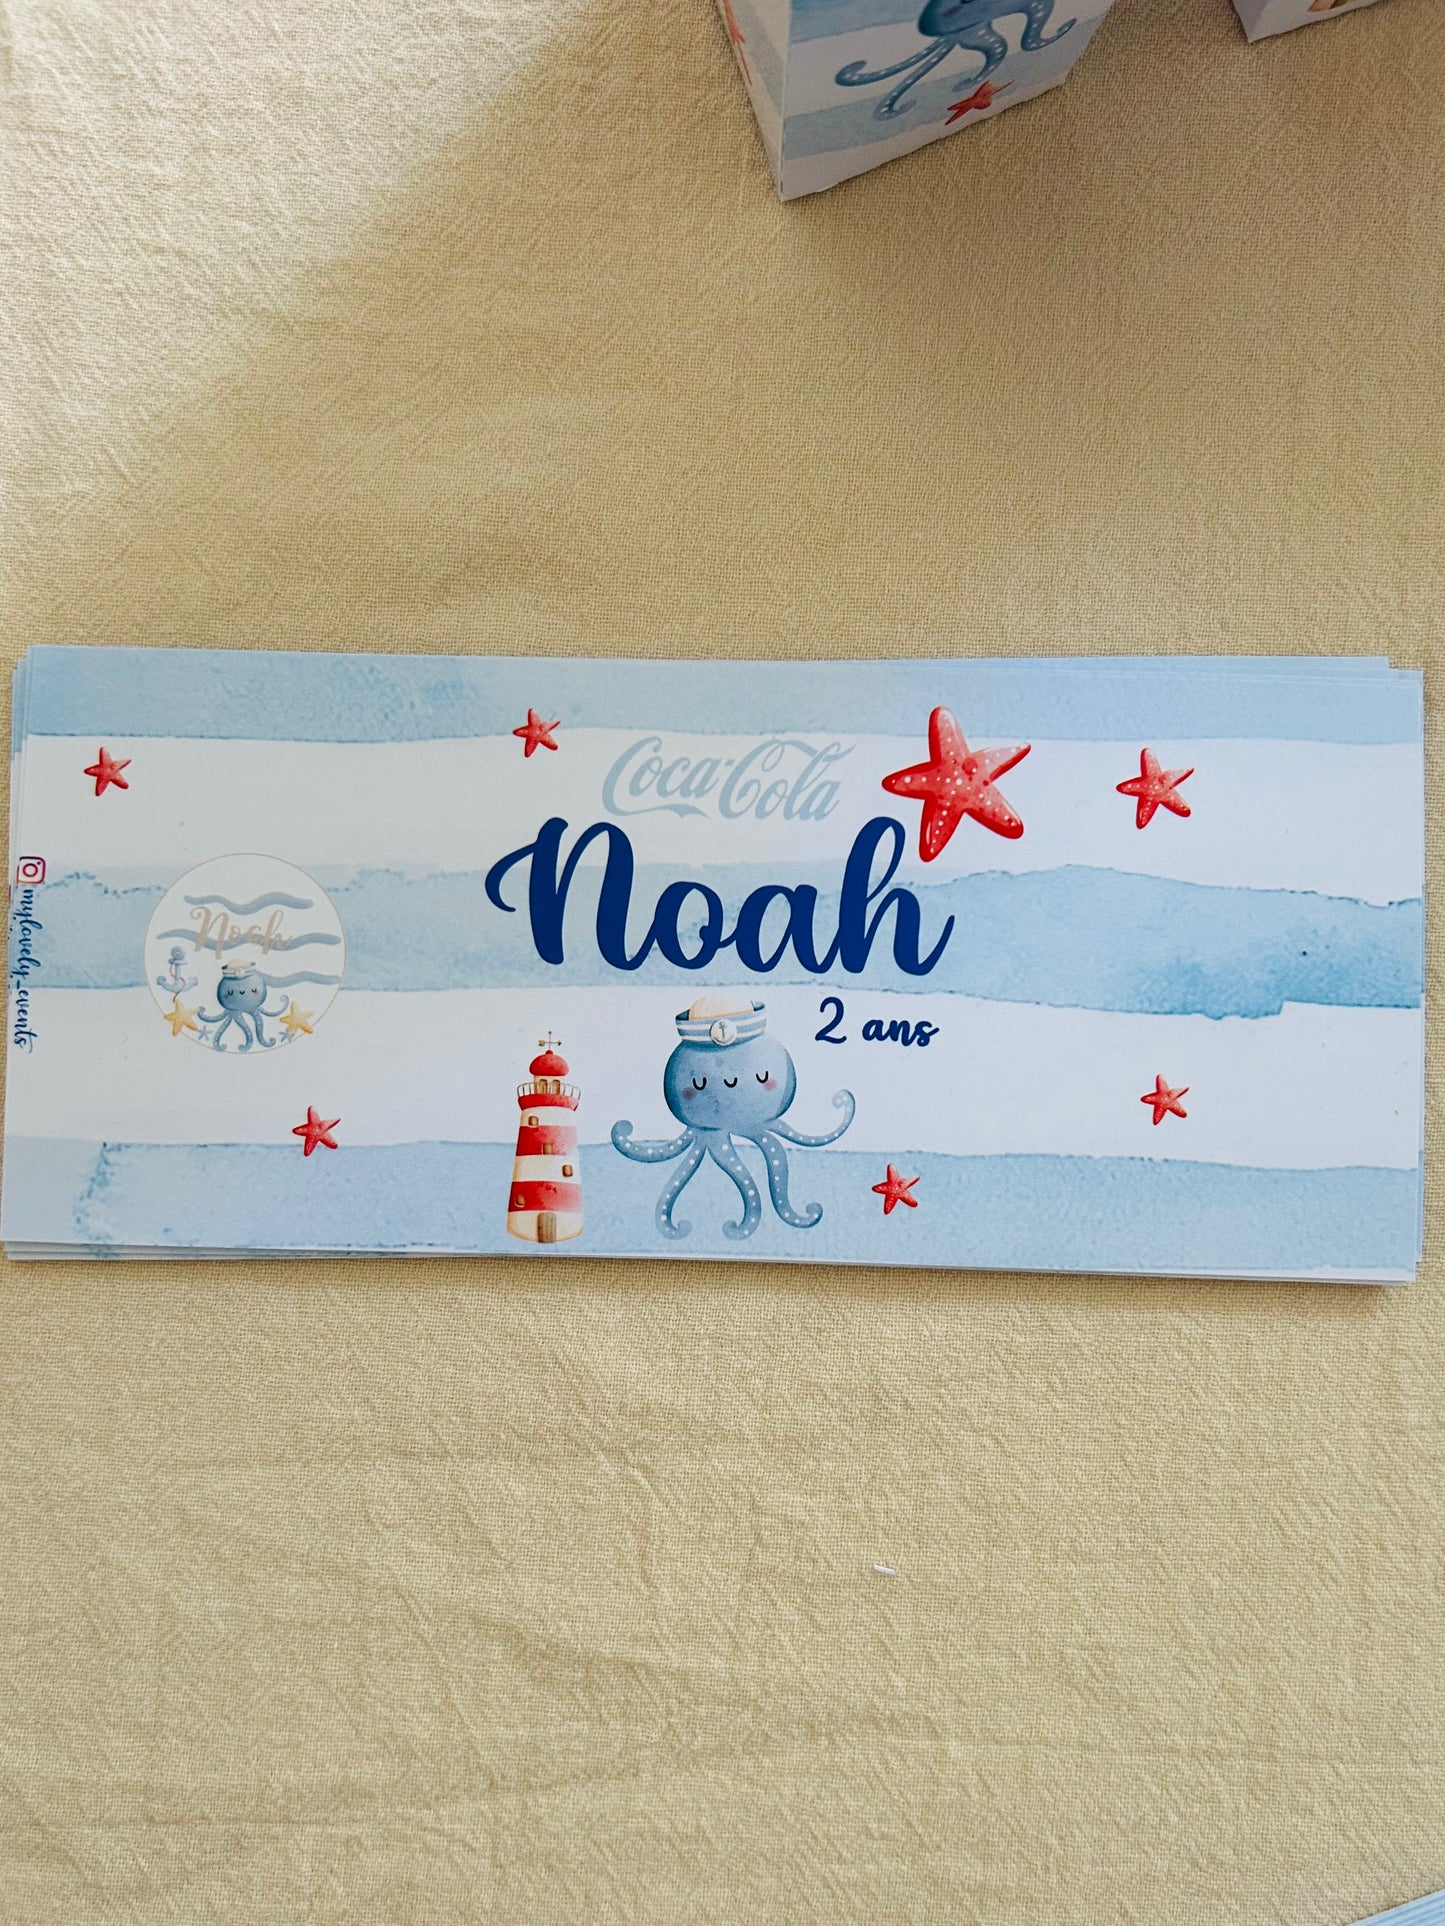 Coca-Cola
Noah
2 ans
Noah
mylovely_events